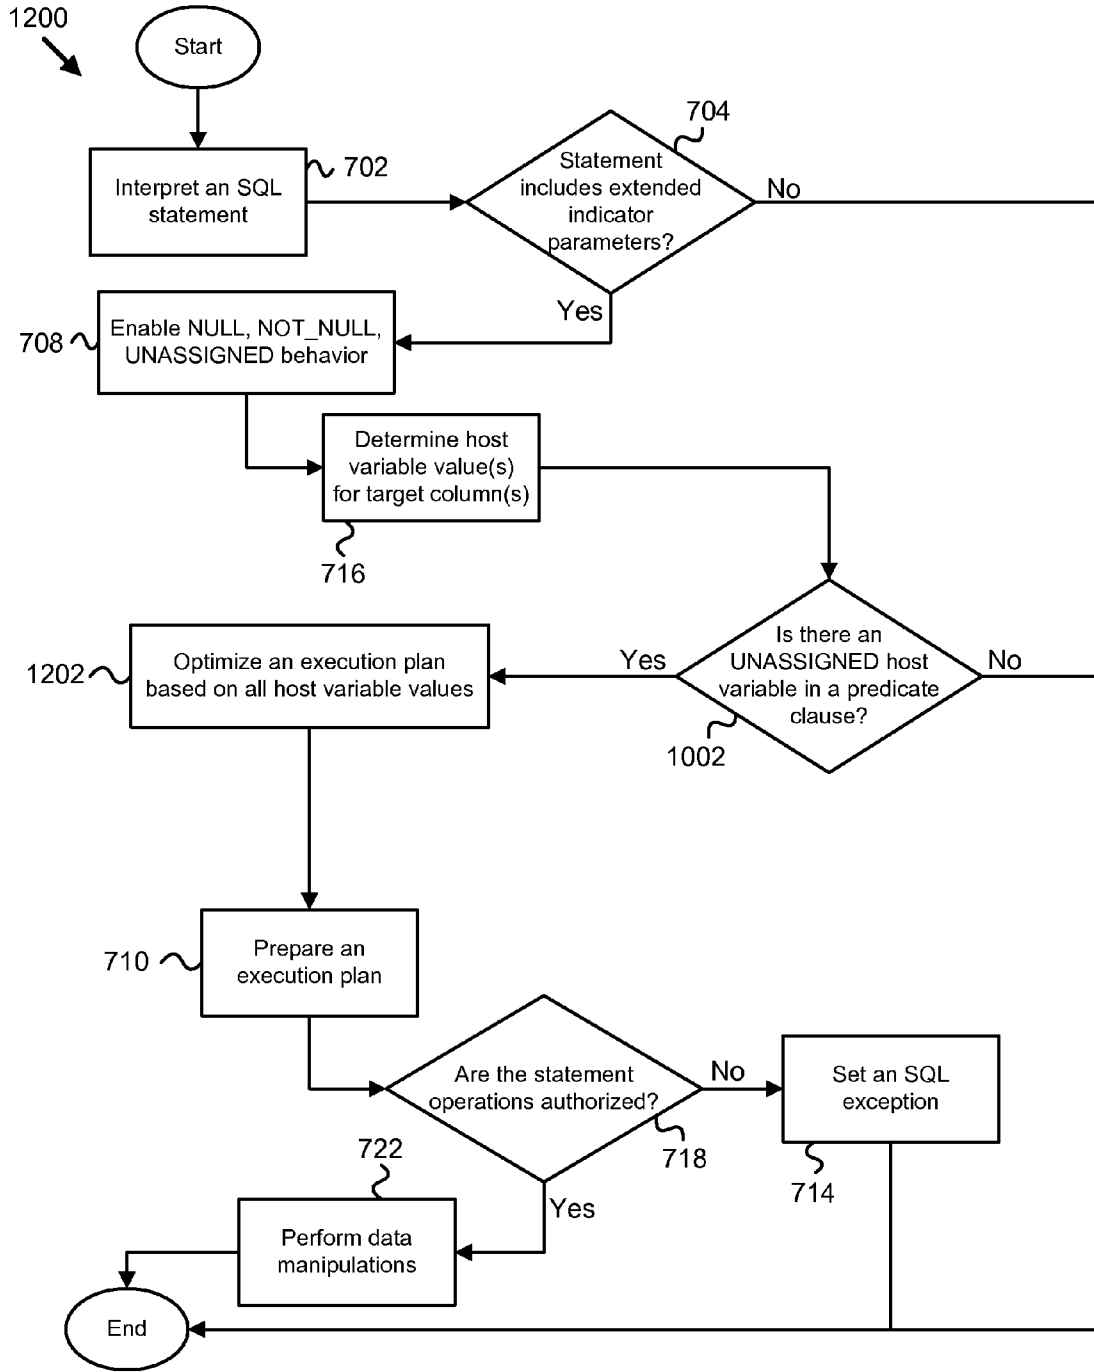 1200
Start
702
Interpret an SQL
statement
704
Statement
includes extended
indicator
parameters?
No
Yes
708
Enable NULL, NOT_NULL,
UNASSIGNED behavior
Determine host
variable value(s)
for target column(s)
716
Is there an
UNASSIGNED host
variable in a predicate
clause?
Yes
No
1002
1202
Optimize an execution plan
based on all host variable values
710
Prepare an
execution plan
Are the statement
operations authorized?
No
718
Yes
Set an SQL
exception
714
722
Perform data
manipulations
End